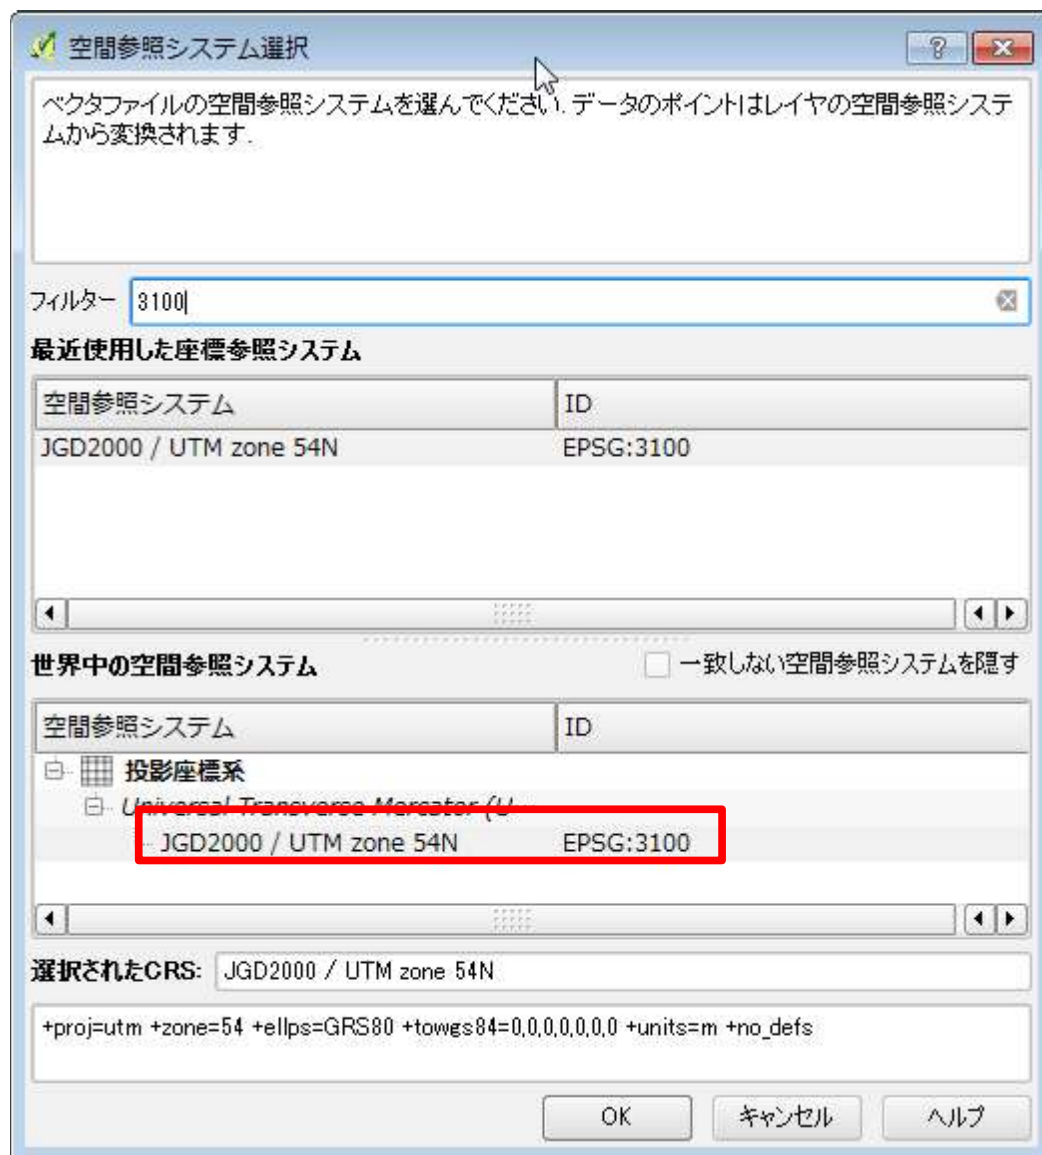 空間参照システム選択
ベクタファイルの空間参照システムを選んでください. データのポイントはレイヤの空間参照システ
ムから変換されます.
フィルター 3100
最近使用した座標参照システム
空間参照システム ID
JGD2000 / UTM zone 54N EPSG:3100
世界中の空間参照システム 一致しない空間参照システムを隠す
空間参照システム ID
投影座標系
Universal Transverse Mercator (U…
JGD2000 / UTM zone 54N EPSG:3100
選択されたCRS: JGD2000 / UTM zone 54N
+proj=utm +zone=54 +ellps=GRS80 +towgs84=0,0,0,0,0,0,0 +units=m +no_defs
OK キャンセル ヘルプ